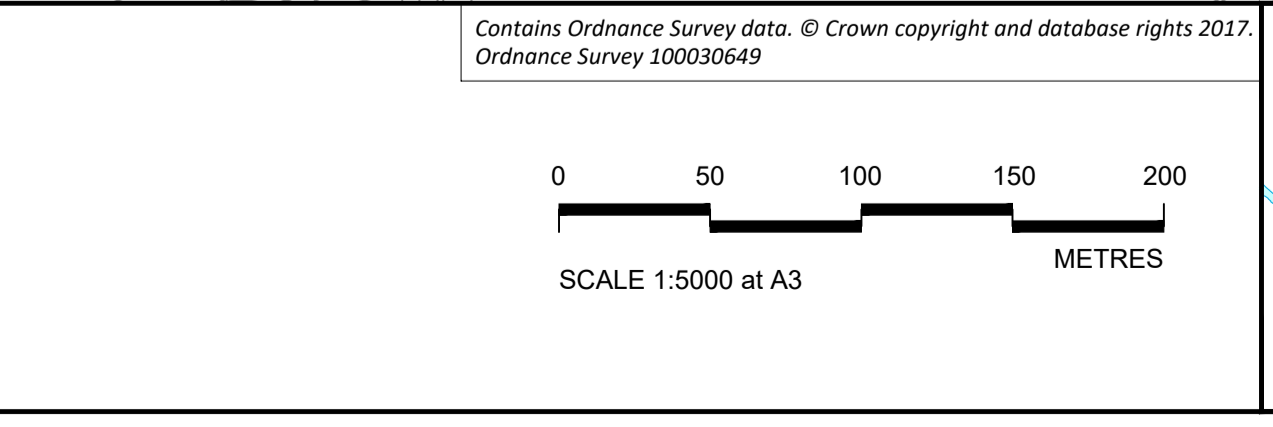 Contains Ordnance Survey data. © Crown copyright and database rights 2017.
Ordnance Survey 100030649
0 50 100 150 200
METRES
SCALE 1:5000 at A3